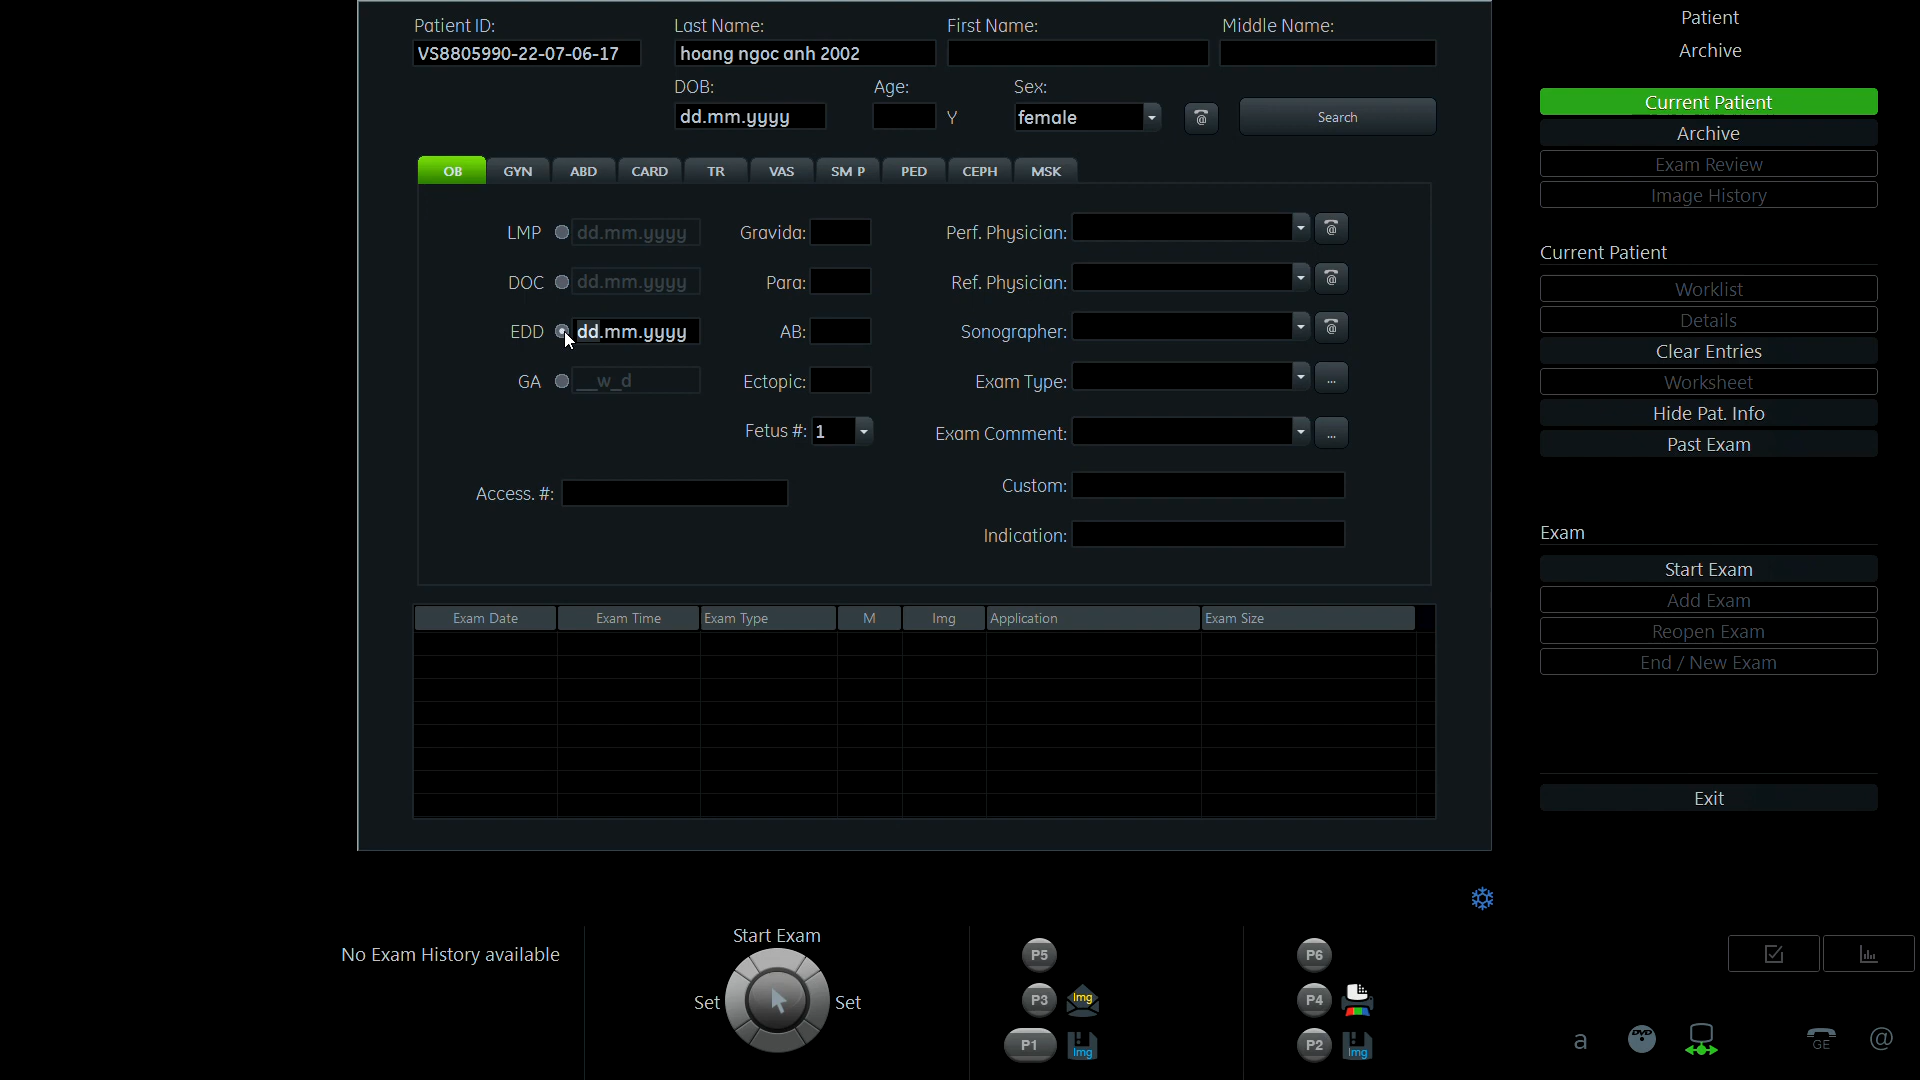 Patient ID: Last Name: First Name: Middle Name:
VS8805990-22-07-06-17 hoang ngoc anh 2002
DOB: Age: Sex:
dd.mm.yyyy Y female Search
OB GYN ABD CARD TR VAS SM P PED CEPH MSK
LMP dd.mm.yyyy Gravida: Perf. Physician:
DOC dd.mm.yyyy Para: Ref. Physician:
EDD dd.mm.yyyy AB: Sonographer:
GA __w_d Ectopic: Exam Type: ...
Fetus #: 1 Exam Comment: ...
Access. #: Custom:
Indication:
Exam Date Exam Time Exam Type M Img Application Exam Size
No Exam History available
Start Exam
Set Set
P5
P3 Img
P1 Img
P6
P4
P2 Img
Patient
Archive
Current Patient
Archive
Exam Review
Image History
Current Patient
Worklist
Details
Clear Entries
Worksheet
Hide Pat. Info
Past Exam
Exam
Start Exam
Add Exam
Reopen Exam
End / New Exam
Exit
a DVD GE @